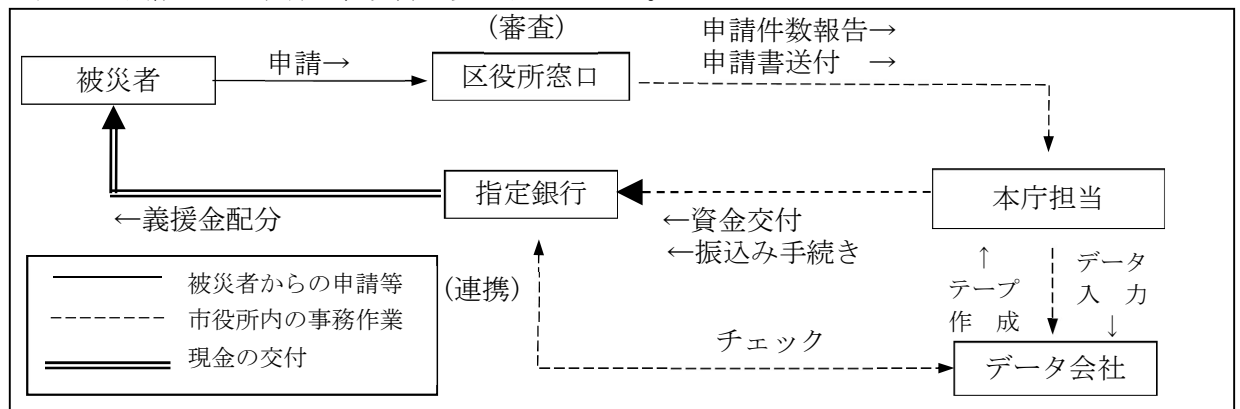 (審査)
申請件数報告→
申請→
申請書送付 →
被災者
区役所窓口
指定銀行
本庁担当
←義援金配分
←資金交付
←振込み手続き
被災者からの申請等
市役所内の事務作業
現金の交付
(連携)
↑
テープ
作 成
データ
入 力
↓
チェック
データ会社